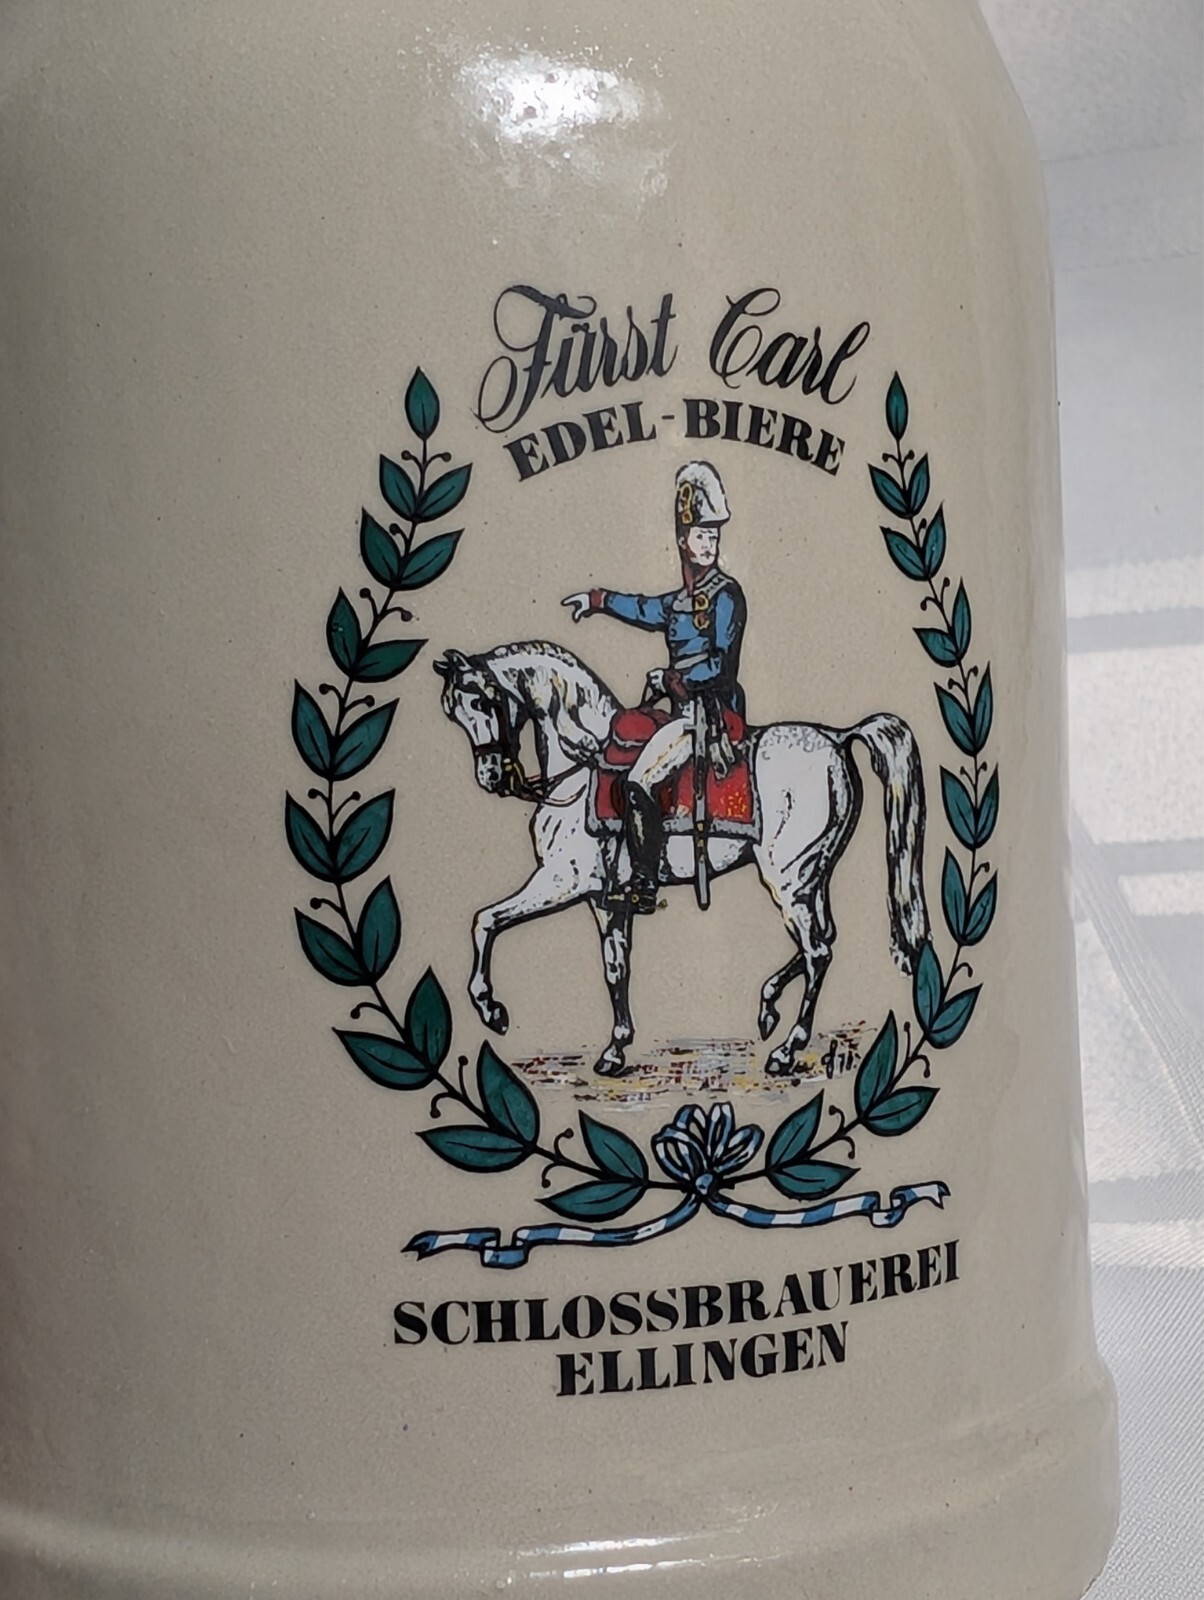 Fürst Carl
EDEL-BIERE
SCHLOSSBRAUEREI
ELLINGEN